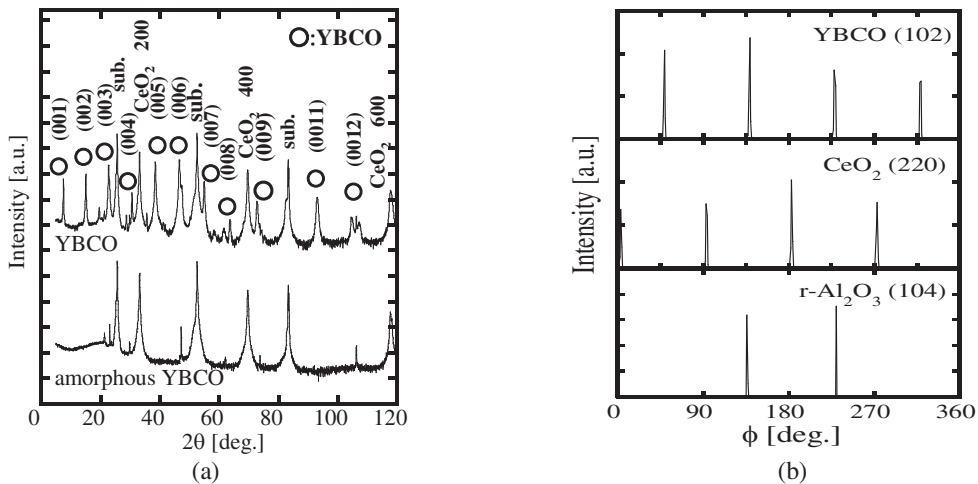 :YBCO
(001)
(002)
(003)
sub.
(004)
CeO2 200
(005)
(006)
sub.
(007)
(008)
CeO2 400
(009)
sub.
(0011)
(0012)
CeO2 600
YBCO
amorphous YBCO
Intensity [a.u.]
0 20 40 60 80 100 120
2θ [deg.]
(a)
YBCO (102)
CeO2 (220)
r-Al2O3 (104)
Intensity [a.u.]
0 90 180 270 360
ϕ [deg.]
(b)